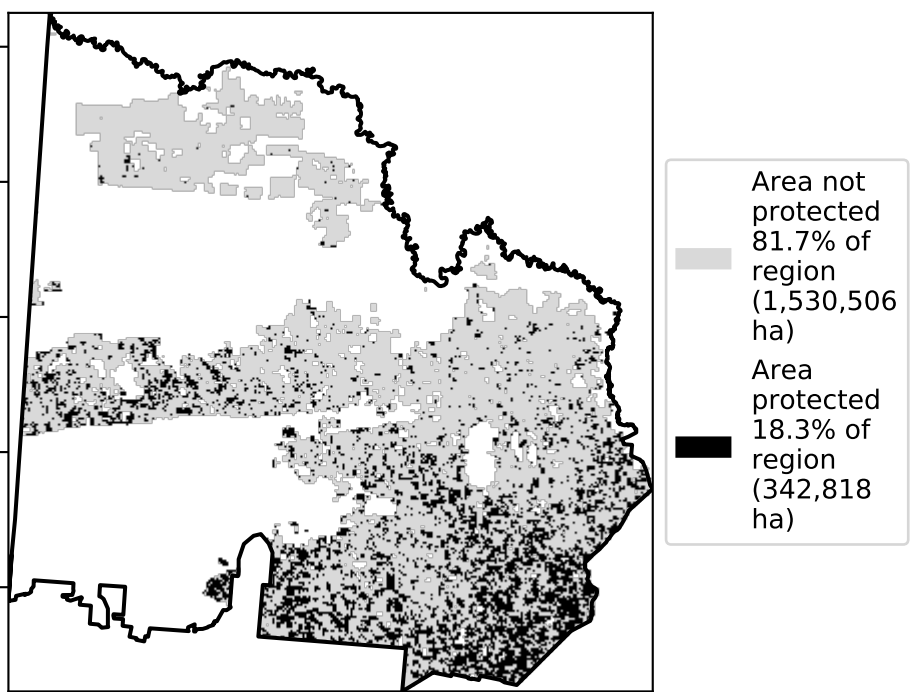 Area not
protected
81.7% of
region
(1,530,506
ha)
Area
protected
18.3% of
region
(342,818
ha)